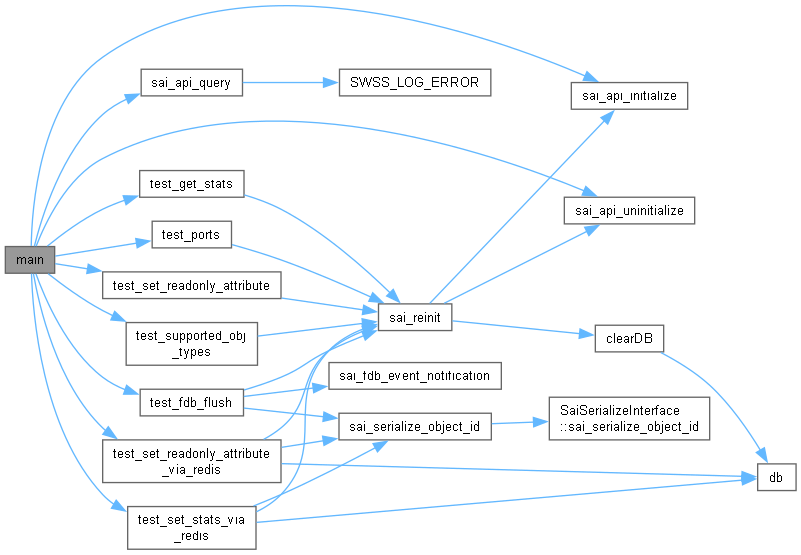 main
sai_api_query
SWSS_LOG_ERROR
sai_api_initialize
test_get_stats
sai_api_uninitialize
test_ports
test_set_readonly_attribute
sai_reinit
test_supported_obj
_types
clearDB
test_fdb_flush
sai_fdb_event_notification
sai_serialize_object_id
SaiSerializeInterface
::sai_serialize_object_id
test_set_readonly_attribute
_via_redis
db
test_set_stats_via
_redis